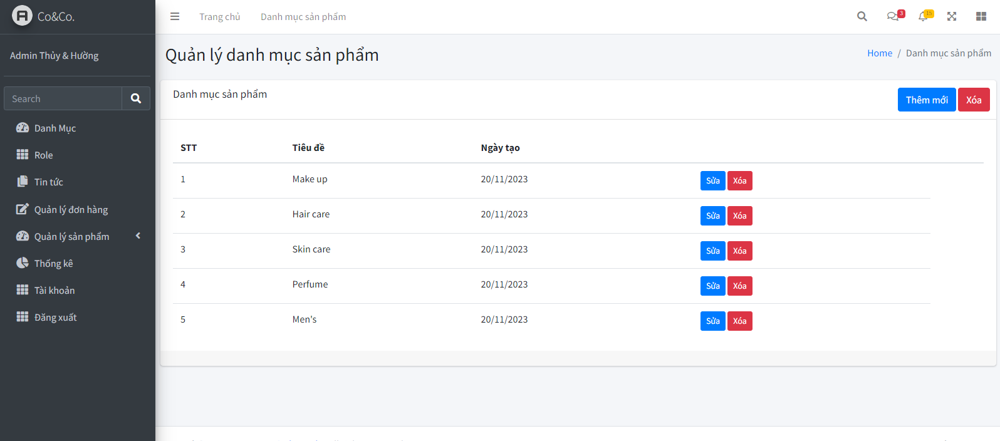 Co&Co.
Trang chủ
Danh mục sản phẩm
3
15
Admin Thủy & Hường
Search
Danh Mục
Role
Tin tức
Quản lý đơn hàng
Quản lý sản phẩm
Thống kê
Tài khoản
Đăng xuất
Quản lý danh mục sản phẩm
Home / Danh mục sản phẩm
Danh mục sản phẩm
Thêm mới Xóa
STT Tiêu đề Ngày tạo
1 Make up 20/11/2023 Sửa Xóa
2 Hair care 20/11/2023 Sửa Xóa
3 Skin care 20/11/2023 Sửa Xóa
4 Perfume 20/11/2023 Sửa Xóa
5 Men's 20/11/2023 Sửa Xóa